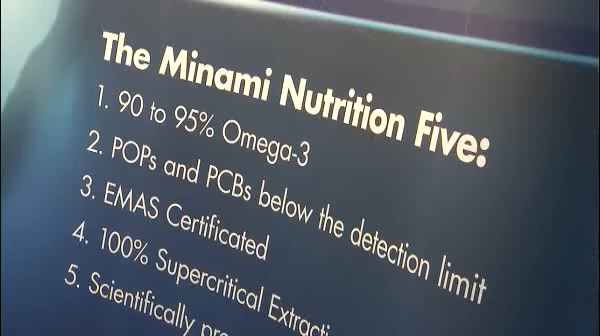 The Minami Nutrition Five:
1. 90 to 95% Omega-3
2. POPs and PCBs below the detection limit
3. EMAS Certificated
4. 100% Supercritical
5. Scientifically